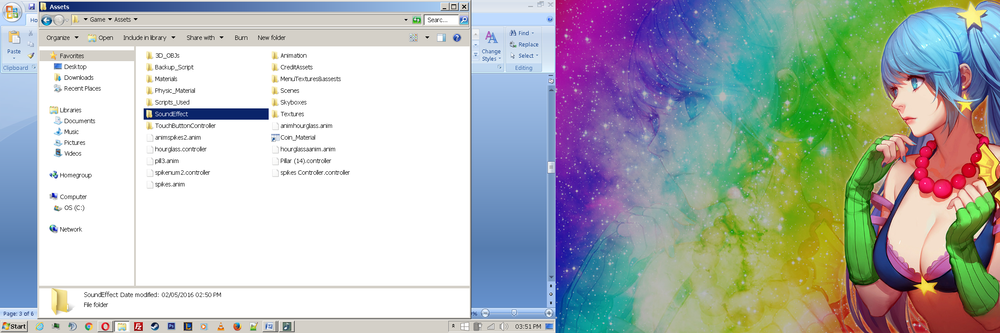 Assets
Ho
Game Assets
Searc...
Organize Open Include in library Share with Burn New folder
Find
Replace
Select
Editing
Change
Styles
Paste
Clipboard
Favorites
Desktop
Downloads
Recent Places
Libraries
Documents
Music
Pictures
Videos
Homegroup
Computer
OS (C:)
Network
3D_OBJs
Animation
Backup_Script
CreditAssets
Materials
MenuTextures&assests
Physic_Material
Scenes
Scripts_Used
Skyboxes
SoundEffect
Textures
TouchButtonController
animhourglass.anim
animspikes2.anim
Coin_Material
hourglass.controller
hourglassaanim.anim
pill3.anim
Pillar (14).controller
spikenum2.controller
spikes Controller.controller
spikes.anim
SoundEffect Date modified: 02/05/2016 02:50 PM
File folder
Page: 3 of 6
%
Start
Fz
Ps
L
W
03:51 PM